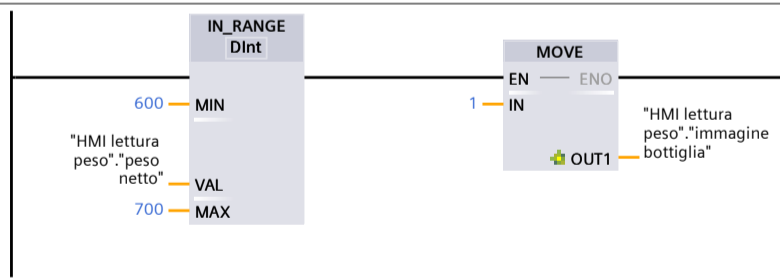 IN_RANGE
DInt
600
MIN
"HMI lettura
peso"."peso
netto"
VAL
700
MAX
MOVE
EN
ENO
1
IN
OUT1
"HMI lettura
peso"."immagine
bottiglia"